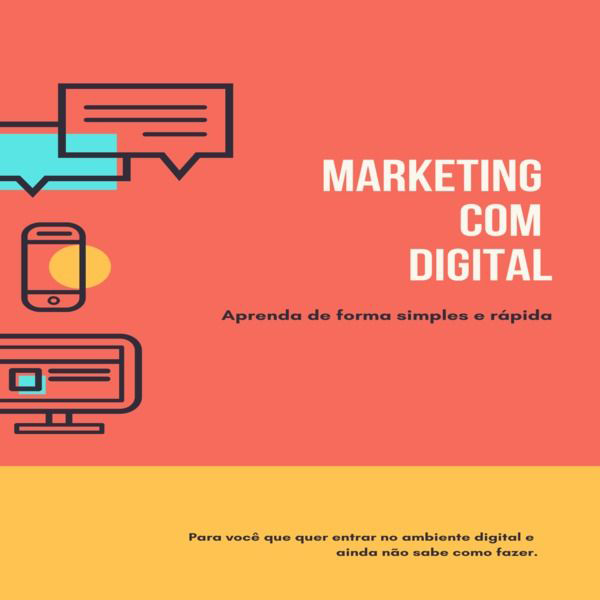 MARKETING
COM
DIGITAL
Aprenda de forma simples e rápida
Para você que quer entrar no ambiente digital e
ainda não sabe como fazer.